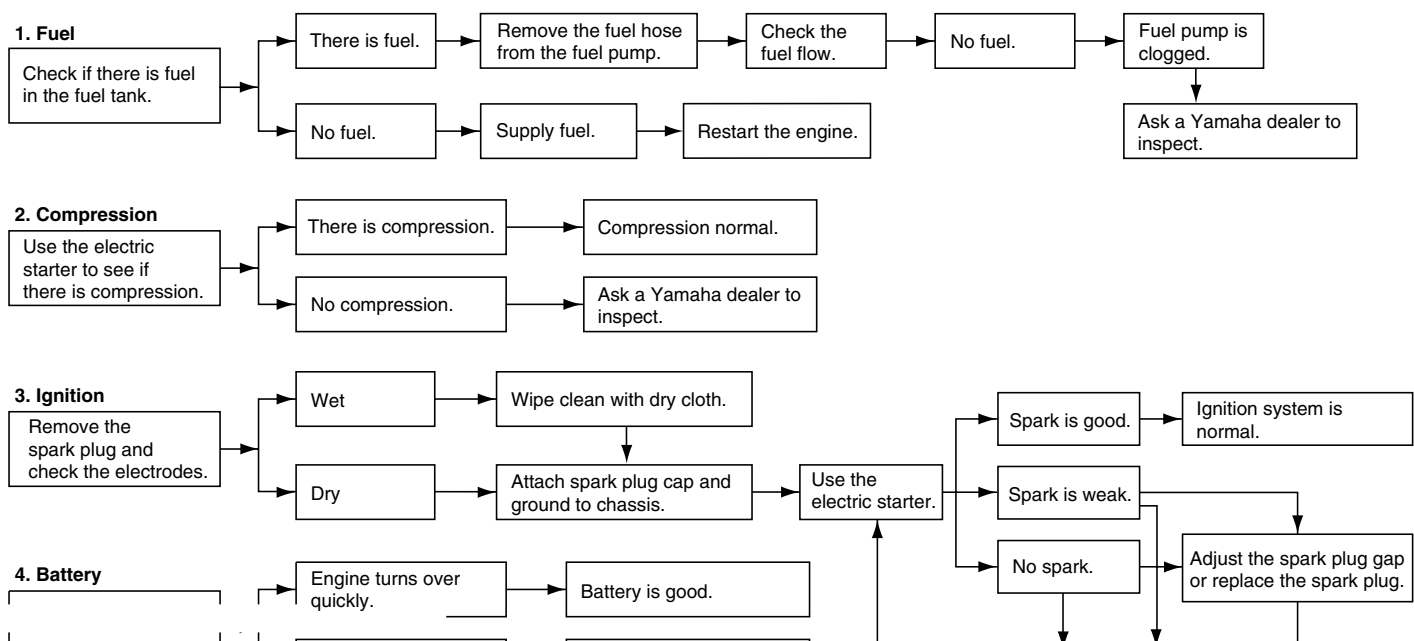 1. Fuel
Check if there is fuel
in the fuel tank.
There is fuel.
Remove the fuel hose
from the fuel pump.
Check the
fuel flow.
No fuel.
Fuel pump is
clogged.
Ask a Yamaha dealer to
inspect.
No fuel.
Supply fuel.
Restart the engine.
2. Compression
Use the electric
starter to see if
there is compression.
There is compression.
Compression normal.
No compression.
Ask a Yamaha dealer to
inspect.
3. Ignition
Remove the
spark plug and
check the electrodes.
Wet
Wipe clean with dry cloth.
Dry
Attach spark plug cap and
ground to chassis.
Use the
electric starter.
Spark is good.
Ignition system is
normal.
Spark is weak.
No spark.
Adjust the spark plug gap
or replace the spark plug.
4. Battery
Engine turns over
quickly.
Battery is good.